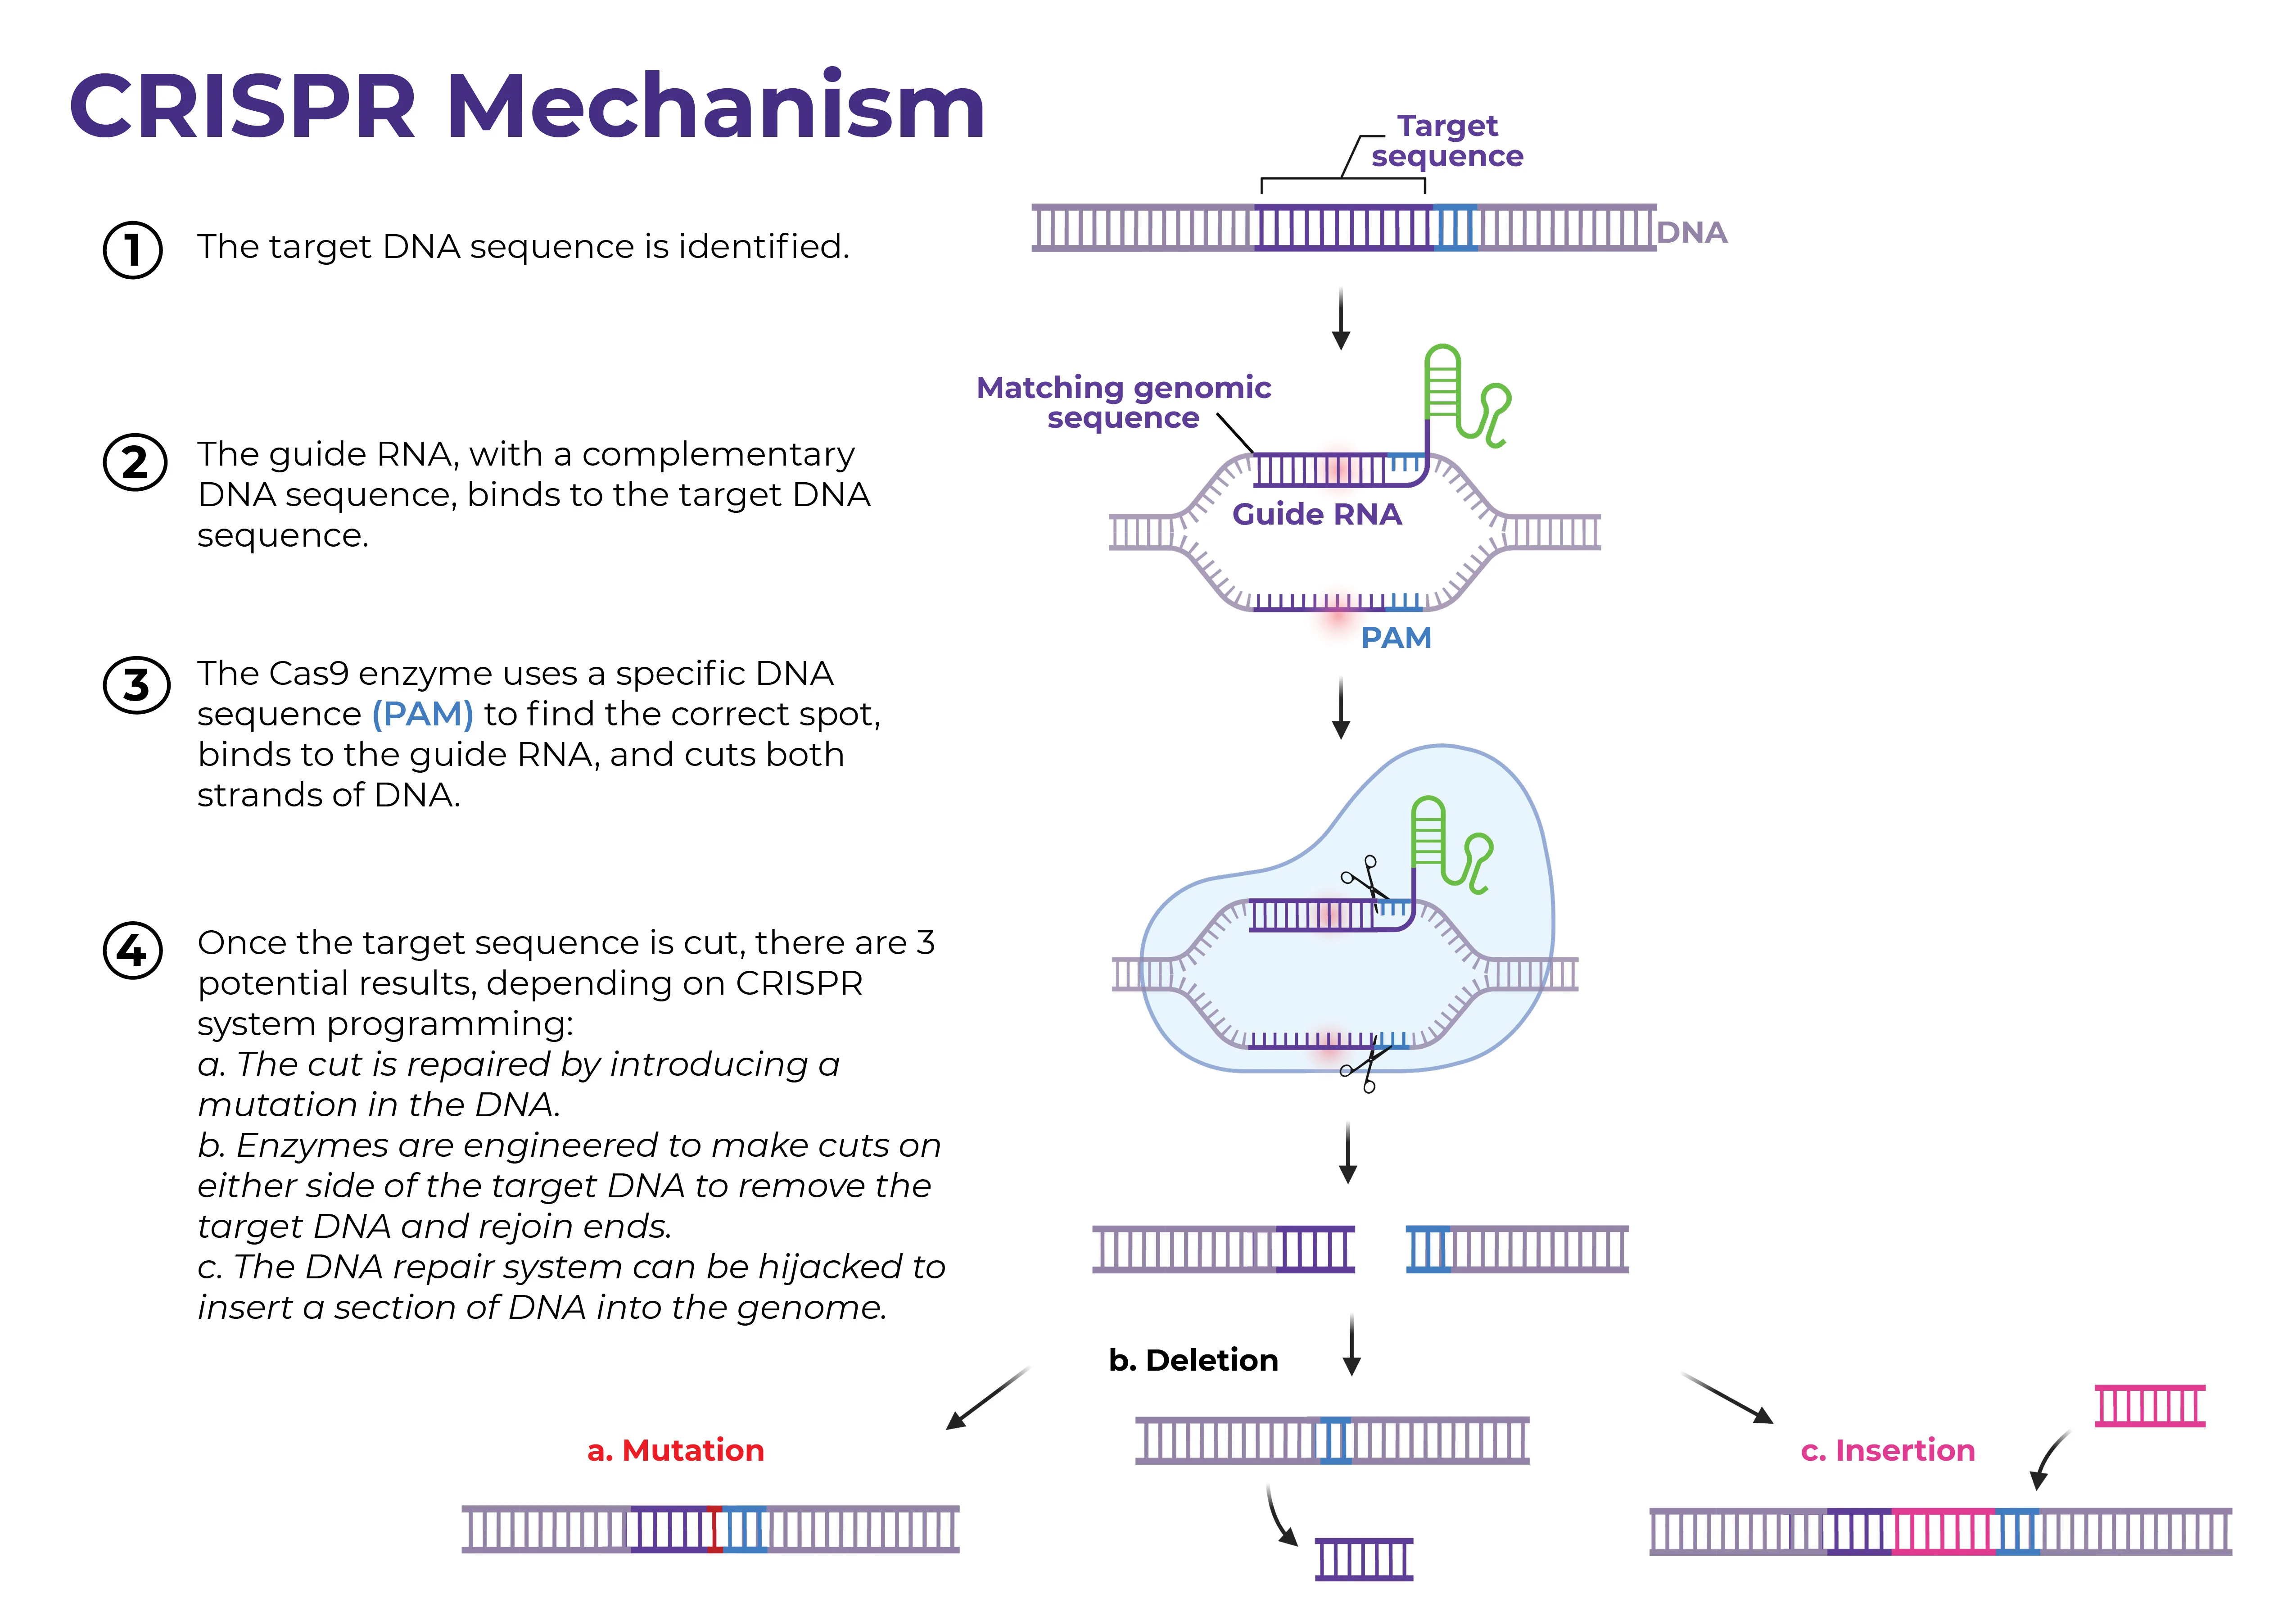 CRISPR Mechanism
1 The target DNA sequence is identified.
2 The guide RNA, with a complementary
DNA sequence, binds to the target DNA
sequence.
3 The Cas9 enzyme uses a specific DNA
sequence (PAM) to find the correct spot,
binds to the guide RNA, and cuts both
strands of DNA.
4 Once the target sequence is cut, there are 3
potential results, depending on CRISPR
system programming:
a. The cut is repaired by introducing a
mutation in the DNA.
b. Enzymes are engineered to make cuts on
either side of the target DNA to remove the
target DNA and rejoin ends.
c. The DNA repair system can be hijacked to
insert a section of DNA into the genome.
Target
sequence
DNA
Matching genomic
sequence
Guide RNA
PAM
b. Deletion
a. Mutation
c. Insertion